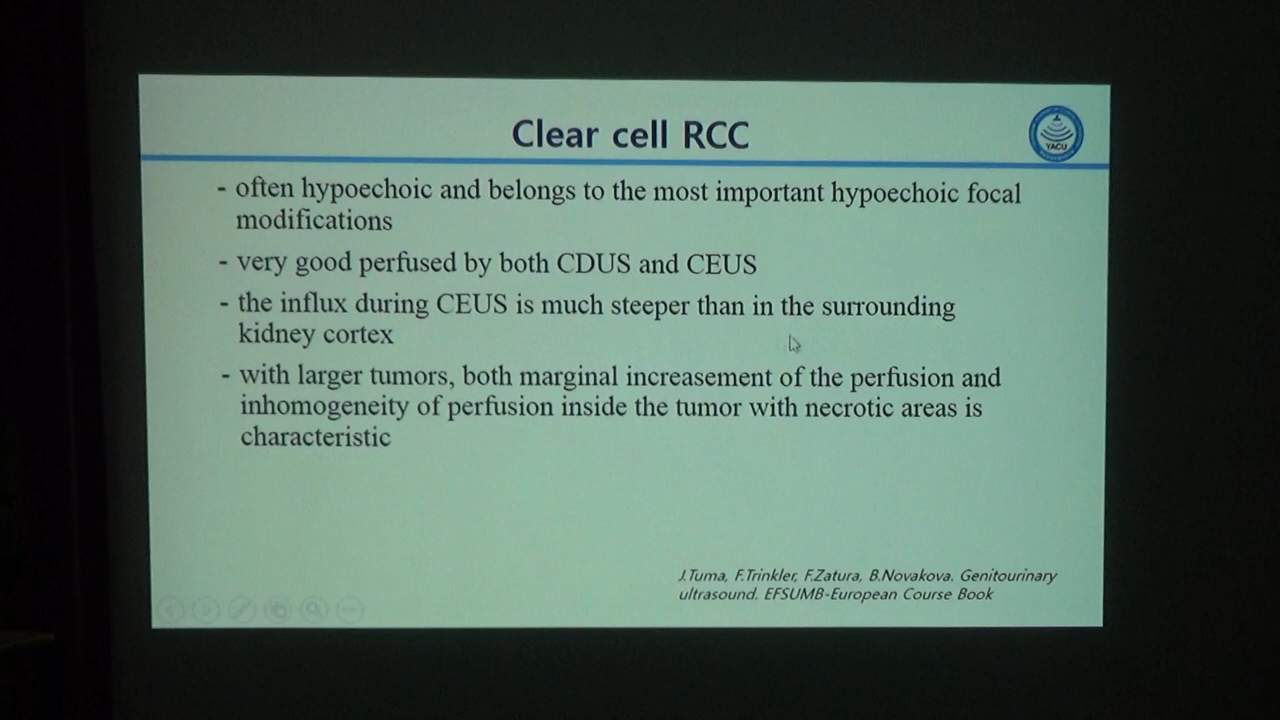 Clear cell RCC
YACU
- often hypoechoic and belongs to the most important hypoechoic focal
modifications
- very good perfused by both CDUS and CEUS
- the influx during CEUS is much steeper than in the surrounding
kidney cortex
- with larger tumors, both marginal increasement of the perfusion and
inhomogeneity of perfusion inside the tumor with necrotic areas is
characteristic
J.Tuma, F.Trinkler, F.Zatura, B.Novakova. Genitourinary
ultrasound. EFSUMB-European Course Book